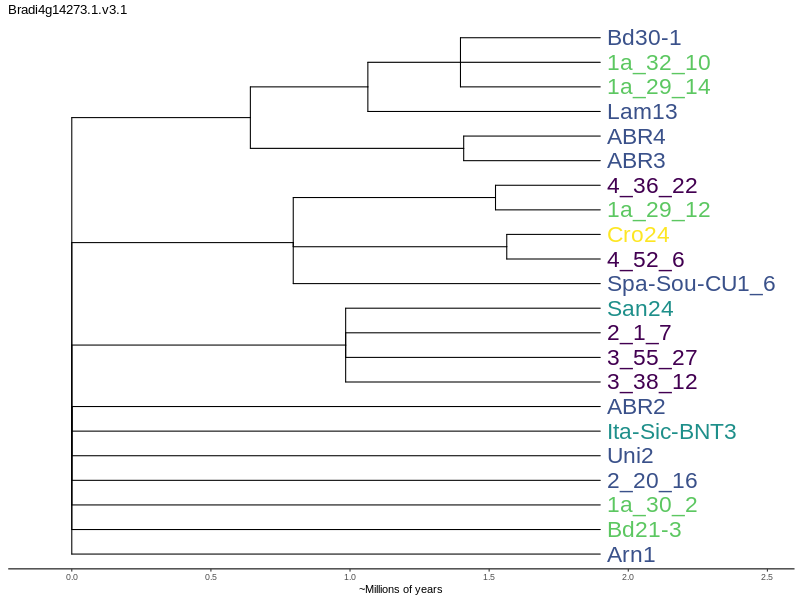 Bradi4g14273.1.v3.1
Bd30-1
1a_32_10
1a_29_14
Lam13
ABR4
ABR3
4_36_22
1a_29_12
Cro24
4_52_6
Spa-Sou-CU1_6
San24
2_1_7
3_55_27
3_38_12
ABR2
Ita-Sic-BNT3
Uni2
2_20_16
1a_30_2
Bd21-3
Arn1
0.0 0.5 1.0 1.5 2.0 2.5
~Millions of years